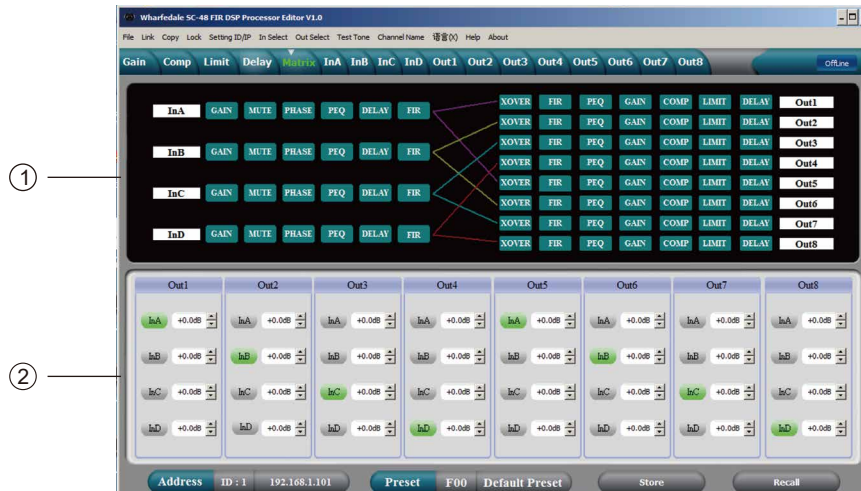 Wharfedale SC-48 FIR DSP Processor Editor V1.0
File Link Copy Lock Setting ID/IP In Select Out Select Test Tone Channel Name 语言(X) Help About
Gain Comp Limit Delay Matrix InA InB InC InD Out1 Out2 Out3 Out4 Out5 Out6 Out7 Out8 OffLine
①
InA GAIN MUTE PHASE PEQ DELAY FIR
InB GAIN MUTE PHASE PEQ DELAY FIR
InC GAIN MUTE PHASE PEQ DELAY FIR
InD GAIN MUTE PHASE PEQ DELAY FIR
XOVER FIR PEQ GAIN COMP LIMIT DELAY Out1
XOVER FIR PEQ GAIN COMP LIMIT DELAY Out2
XOVER FIR PEQ GAIN COMP LIMIT DELAY Out3
XOVER FIR PEQ GAIN COMP LIMIT DELAY Out4
XOVER FIR PEQ GAIN COMP LIMIT DELAY Out5
XOVER FIR PEQ GAIN COMP LIMIT DELAY Out6
XOVER FIR PEQ GAIN COMP LIMIT DELAY Out7
XOVER FIR PEQ GAIN COMP LIMIT DELAY Out8
②
Out1 Out2 Out3 Out4 Out5 Out6 Out7 Out8
InA +0.0dB InA +0.0dB InA +0.0dB InA +0.0dB InA +0.0dB InA +0.0dB InA +0.0dB InA +0.0dB
InB +0.0dB InB +0.0dB InB +0.0dB InB +0.0dB InB +0.0dB InB +0.0dB InB +0.0dB InB +0.0dB
InC +0.0dB InC +0.0dB InC +0.0dB InC +0.0dB InC +0.0dB InC +0.0dB InC +0.0dB InC +0.0dB
InD +0.0dB InD +0.0dB InD +0.0dB InD +0.0dB InD +0.0dB InD +0.0dB InD +0.0dB InD +0.0dB
Address ID : 1 192.168.1.101 Preset F00 Default Preset Store Recall